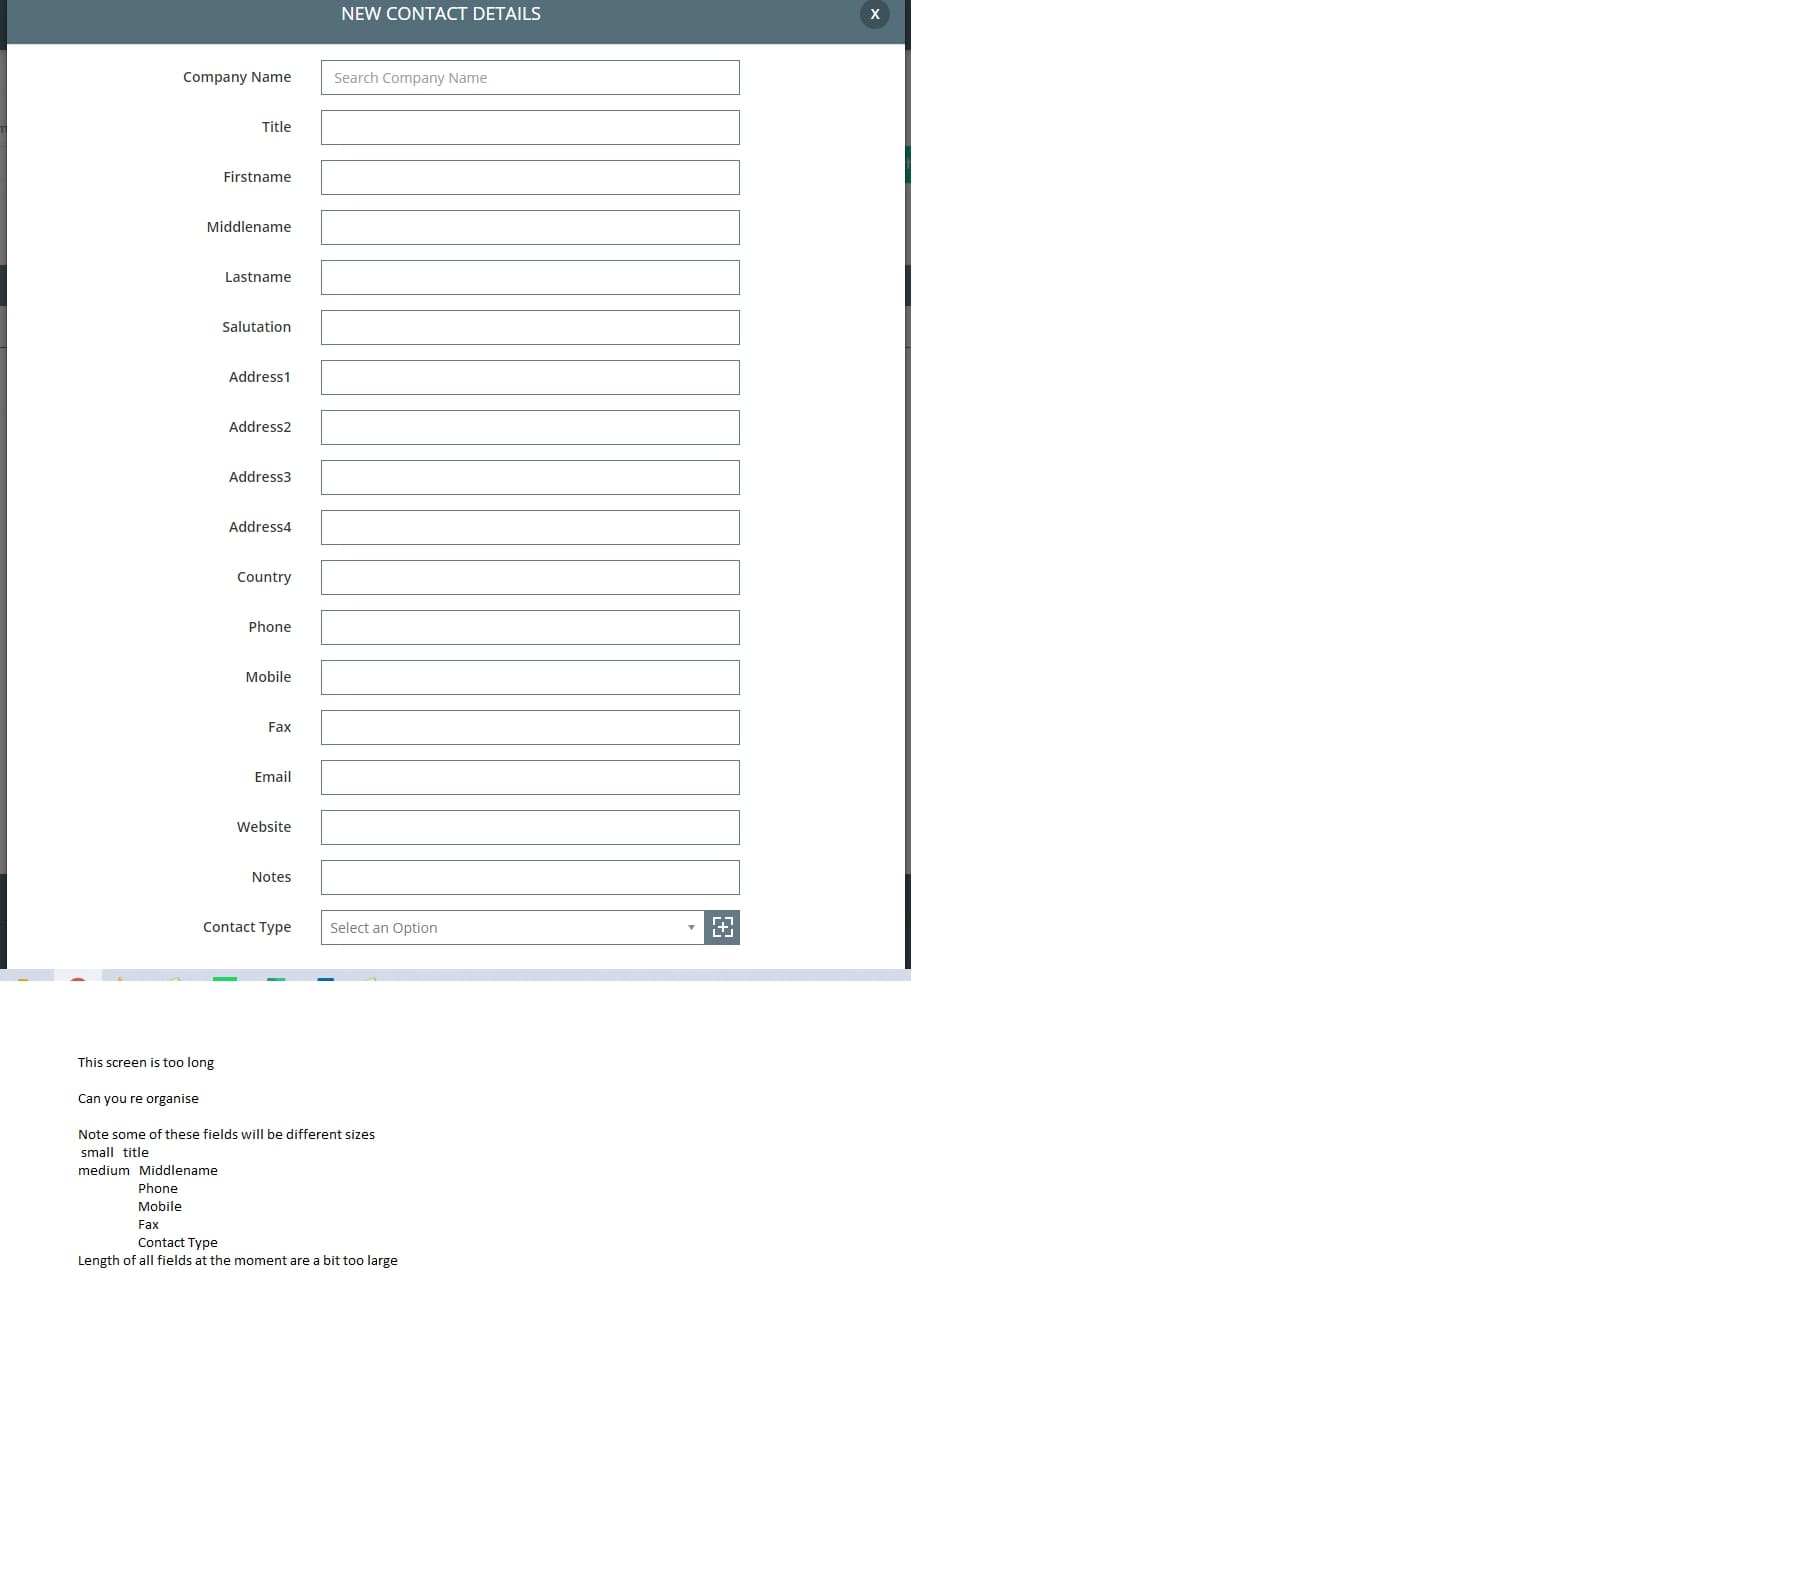 NEW CONTACT DETAILS
X
Company Name
Search Company Name
Title
Firstname
Middlename
Lastname
Salutation
Address1
Address2
Address3
Address4
Country
Phone
Mobile
Fax
Email
Website
Notes
Contact Type
Select an Option
This screen is too long
Can you re organise
Note some of these fields will be different sizes
small title
medium Middlename
Phone
Mobile
Fax
Contact Type
Length of all fields at the moment are a bit too large